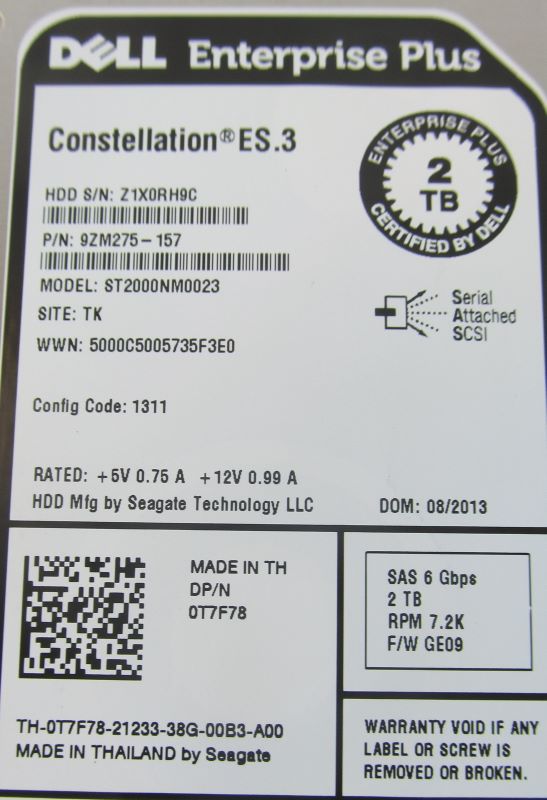 DELL Enterprise Plus
Constellation® ES.3
ENTERPRISE PLUS
2
TB
CERTIFIED BY DELL
HDD S/N: Z1X0RH9C
P/N: 9ZM275-157
MODEL: ST2000NM0023
SITE: TK
WWN: 5000C5005735F3E0
Serial
Attached
SCSI
Config Code: 1311
RATED: +5V 0.75 A +12V 0.99 A
HDD Mfg by Seagate Technology LLC
DOM: 08/2013
MADE IN TH
DP/N
0T7F78
SAS 6 Gbps
2 TB
RPM 7.2K
F/W GE09
TH-0T7F78-21233-38G-00B3-A00
MADE IN THAILAND by Seagate
WARRANTY VOID IF ANY
LABEL OR SCREW IS
REMOVED OR BROKEN.